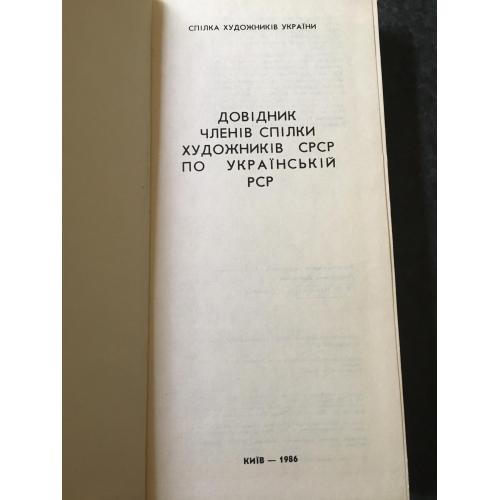 СПІЛКА ХУДОЖНИКІВ УКРАЇНИ
ДОВІДНИК
ЧЛЕНІВ СПІЛКИ
ХУДОЖНИКІВ СРСР
ПО УКРАЇНСЬКІЙ
РСР
КИЇВ — 1986